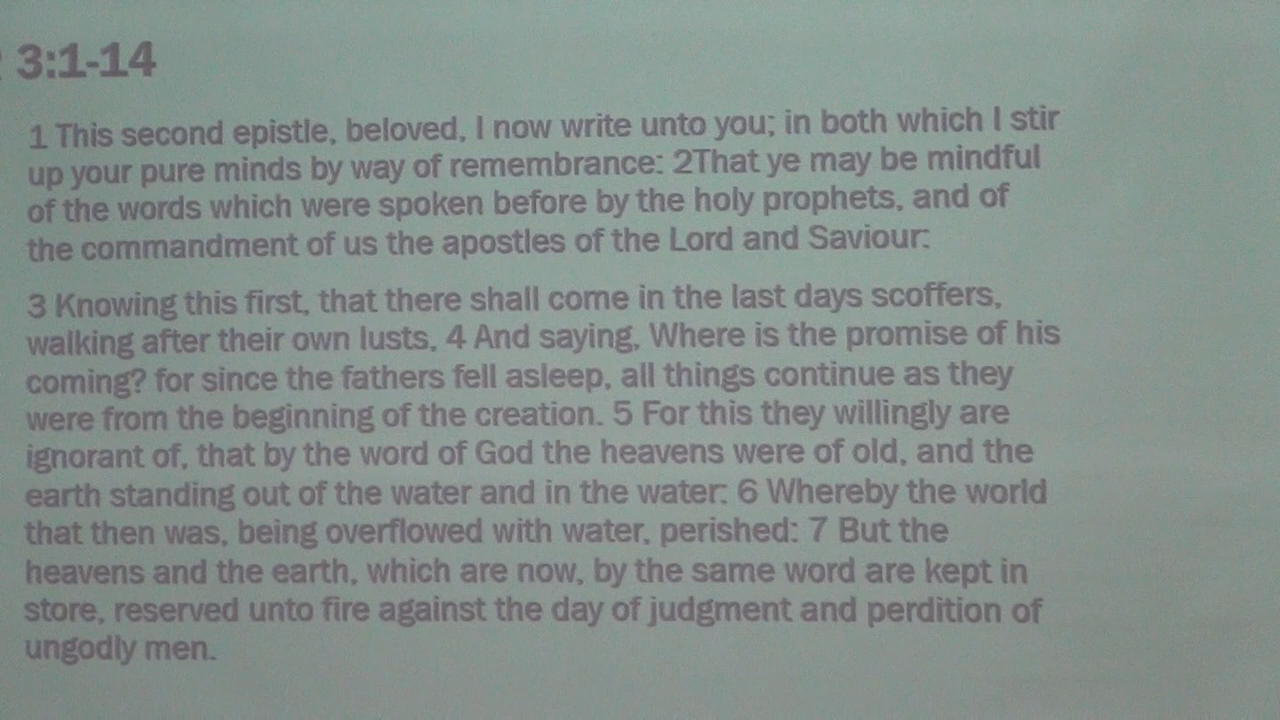 3:1-14
1 This second epistle, beloved, I now write unto you; in both which I stir
up your pure minds by way of remembrance: 2That ye may be mindful
of the words which were spoken before by the holy prophets, and of
the commandment of us the apostles of the Lord and Saviour:
3 Knowing this first, that there shall come in the last days scoffers,
walking after their own lusts, 4 And saying, Where is the promise of his
coming? for since the fathers fell asleep, all things continue as they
were from the beginning of the creation. 5 For this they willingly are
ignorant of, that by the word of God the heavens were of old, and the
earth standing out of the water and in the water: 6 Whereby the world
that then was, being overflowed with water, perished: 7 But the
heavens and the earth, which are now, by the same word are kept in
store, reserved unto fire against the day of judgment and perdition of
ungodly men.